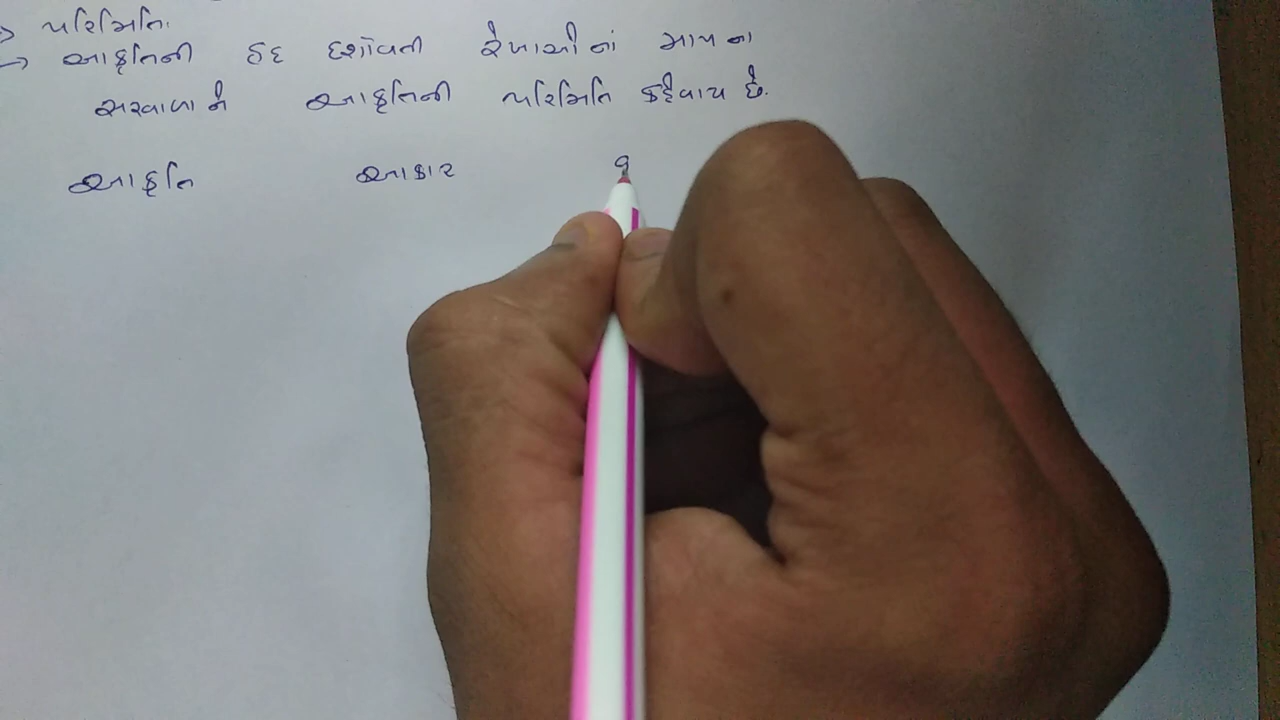 → પરિમિતિ.
→ આકૃતિની હદ દર્શાવતી રેખાઓનાં માપના
સરવાળાને આકૃતિની પરિમિતિ કહેવાય છે.
આકૃતિ આકાર